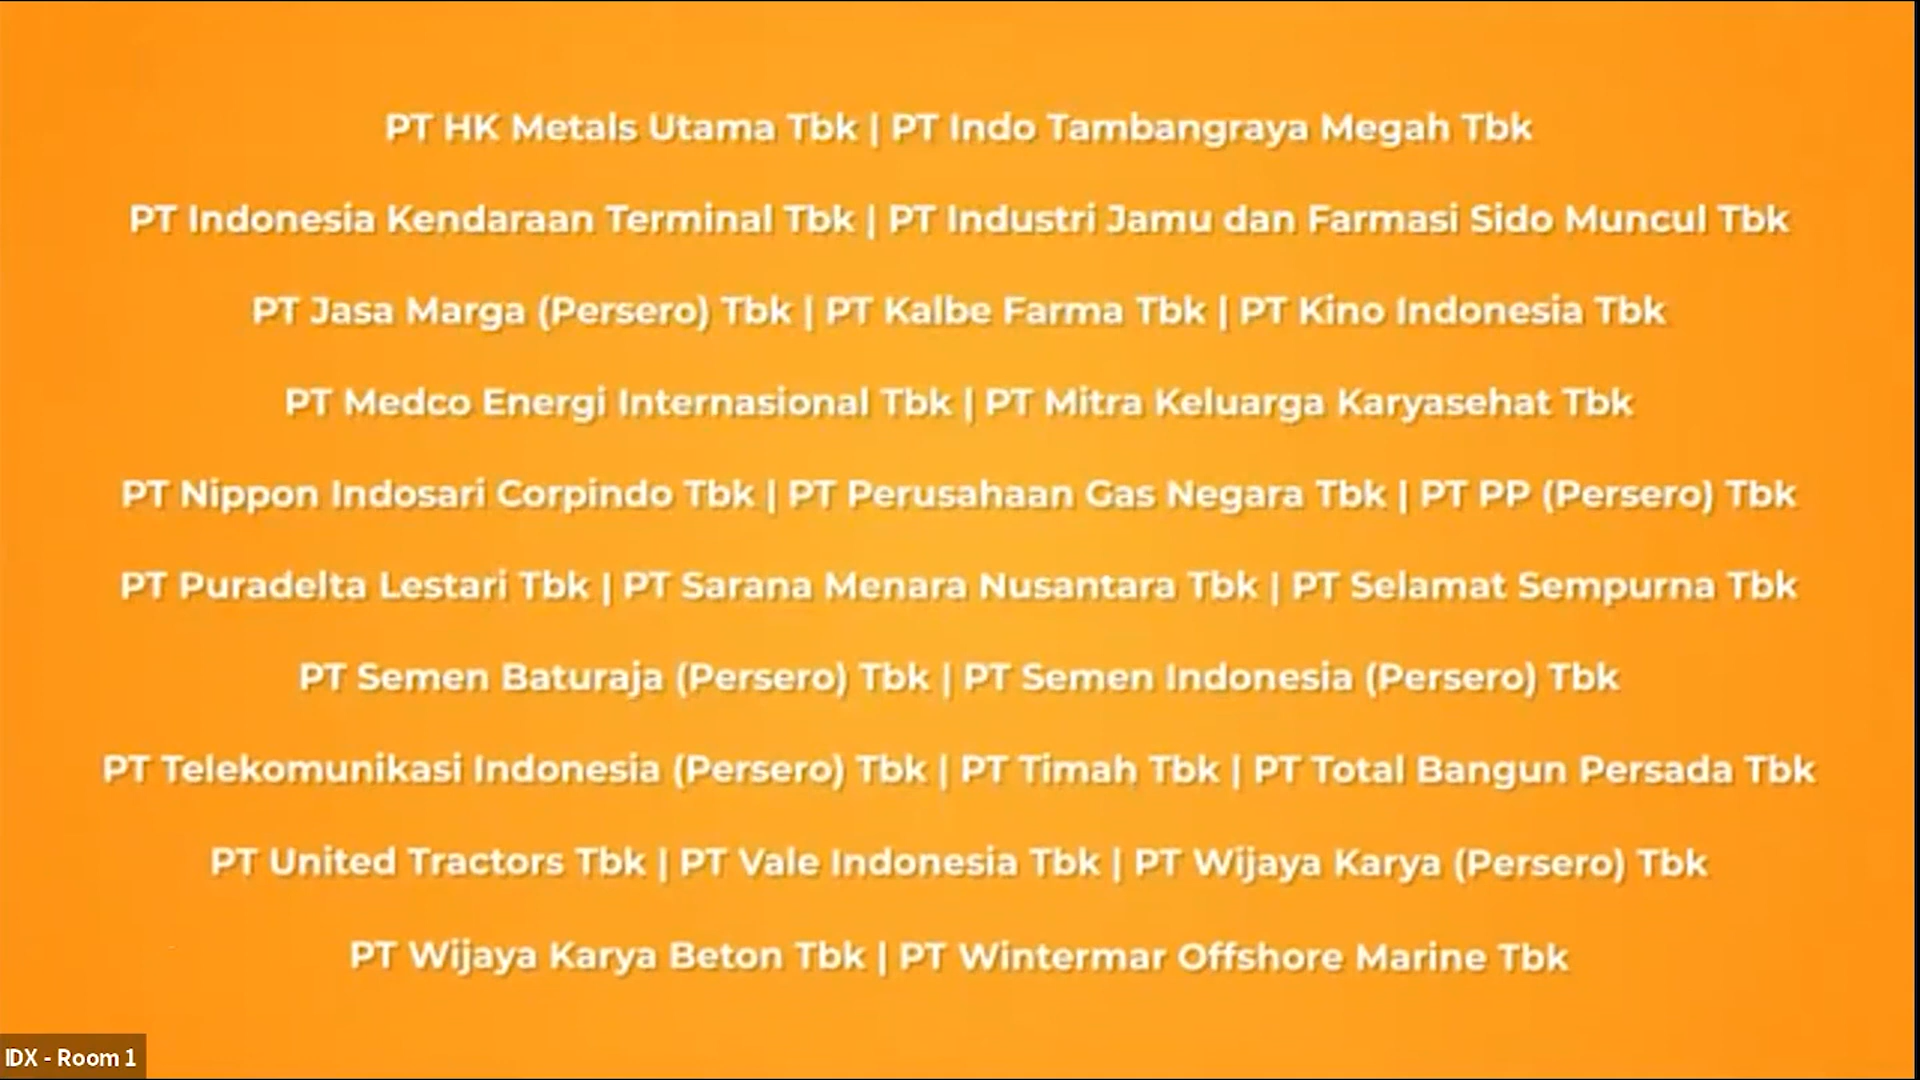 PT HK Metals Utama Tbk | PT Indo Tambangraya Megah Tbk
PT Indonesia Kendaraan Terminal Tbk | PT Industri Jamu dan Farmasi Sido Muncul Tbk
PT Jasa Marga (Persero) Tbk | PT Kalbe Farma Tbk | PT Kino Indonesia Tbk
PT Medco Energi Internasional Tbk | PT Mitra Keluarga Karyasehat Tbk
PT Nippon Indosari Corpindo Tbk | PT Perusahaan Gas Negara Tbk | PT PP (Persero) Tbk
PT Puradelta Lestari Tbk | PT Sarana Menara Nusantara Tbk | PT Selamat Sempurna Tbk
PT Semen Baturaja (Persero) Tbk | PT Semen Indonesia (Persero) Tbk
PT Telekomunikasi Indonesia (Persero) Tbk | PT Timah Tbk | PT Total Bangun Persada Tbk
PT United Tractors Tbk | PT Vale Indonesia Tbk | PT Wijaya Karya (Persero) Tbk
PT Wijaya Karya Beton Tbk | PT Wintermar Offshore Marine Tbk
IDX - Room 1